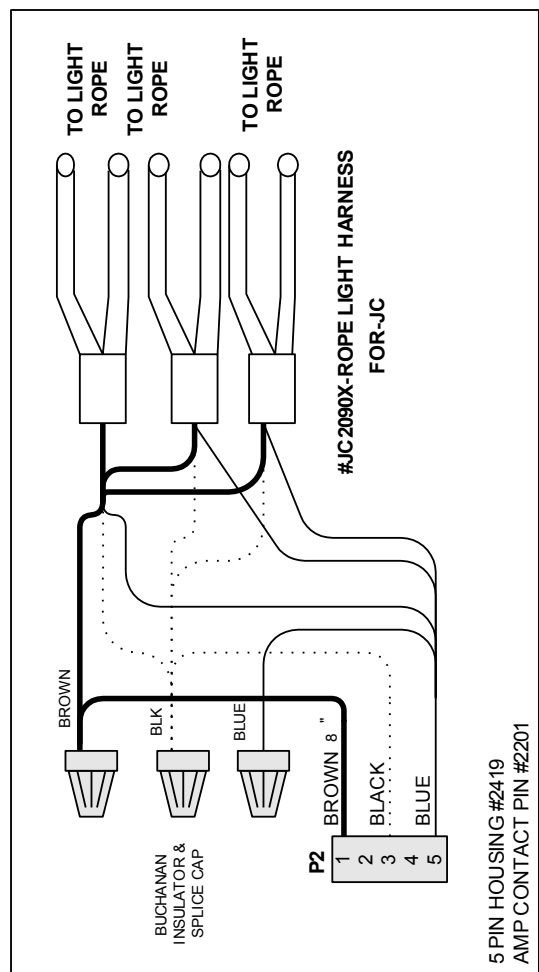 TO LIGHT
ROPE
TO LIGHT
ROPE
TO LIGHT
ROPE
#JC2090X-ROPE LIGHT HARNESS
FOR-JC
BROWN
BLK
BLUE
BUCHANAN
INSULATOR &
SPLICE CAP
P2
1
2
3
4
5
BROWN 8 "
BLACK
BLUE
5 PIN HOUSING #2419
AMP CONTACT PIN #2201